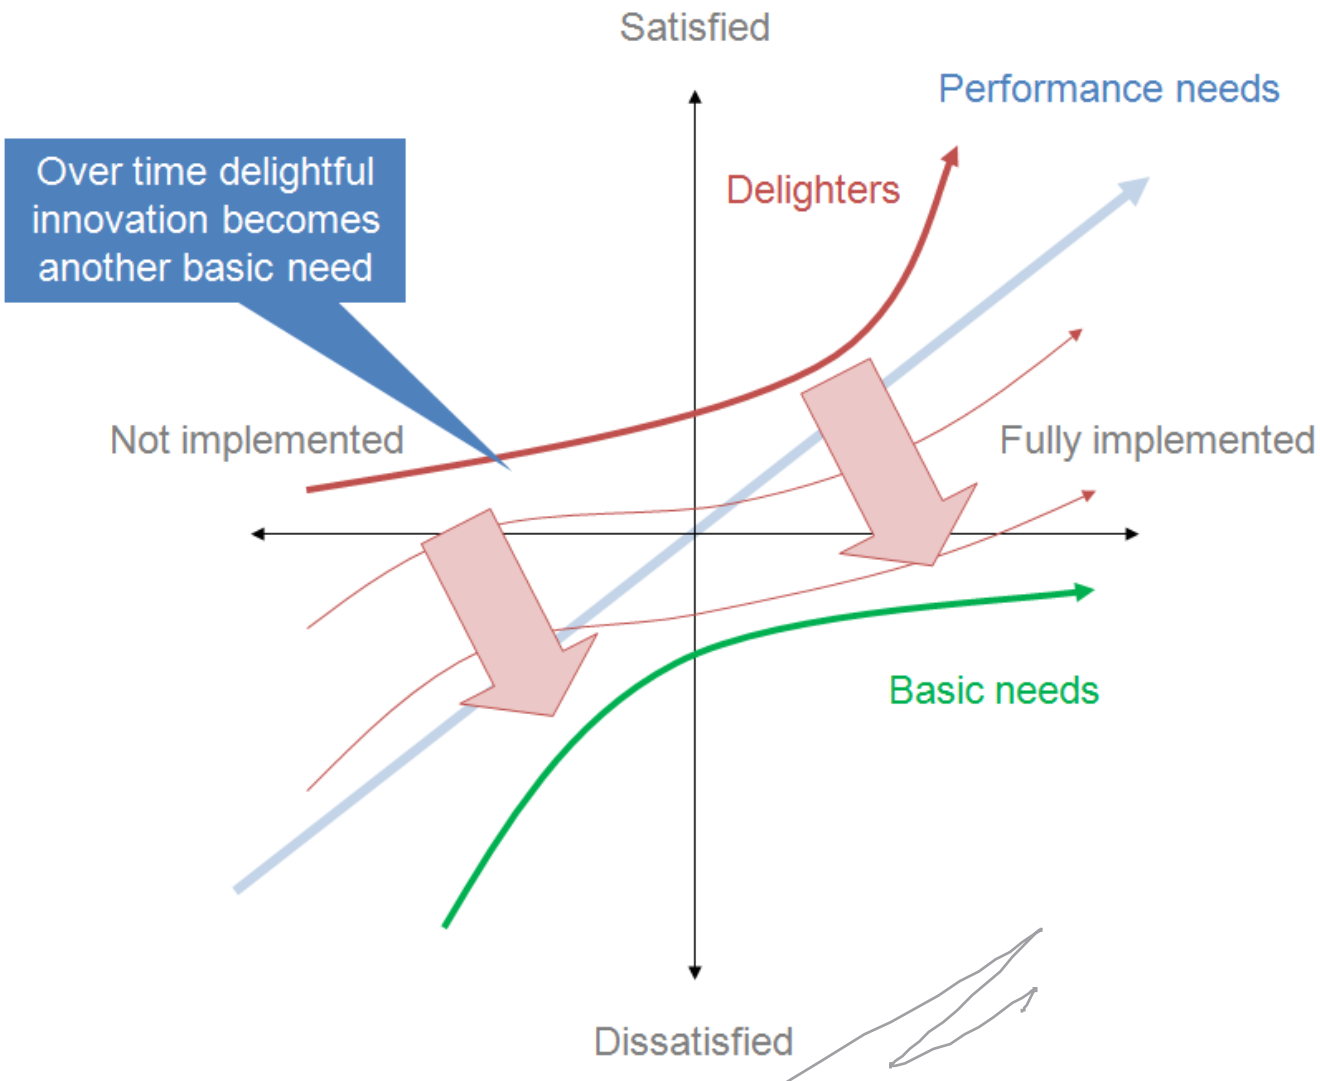 Satisfied
Performance needs
Over time delightful
innovation becomes
another basic need
Delighters
Not implemented
Fully implemented
Basic needs
Dissatisfied